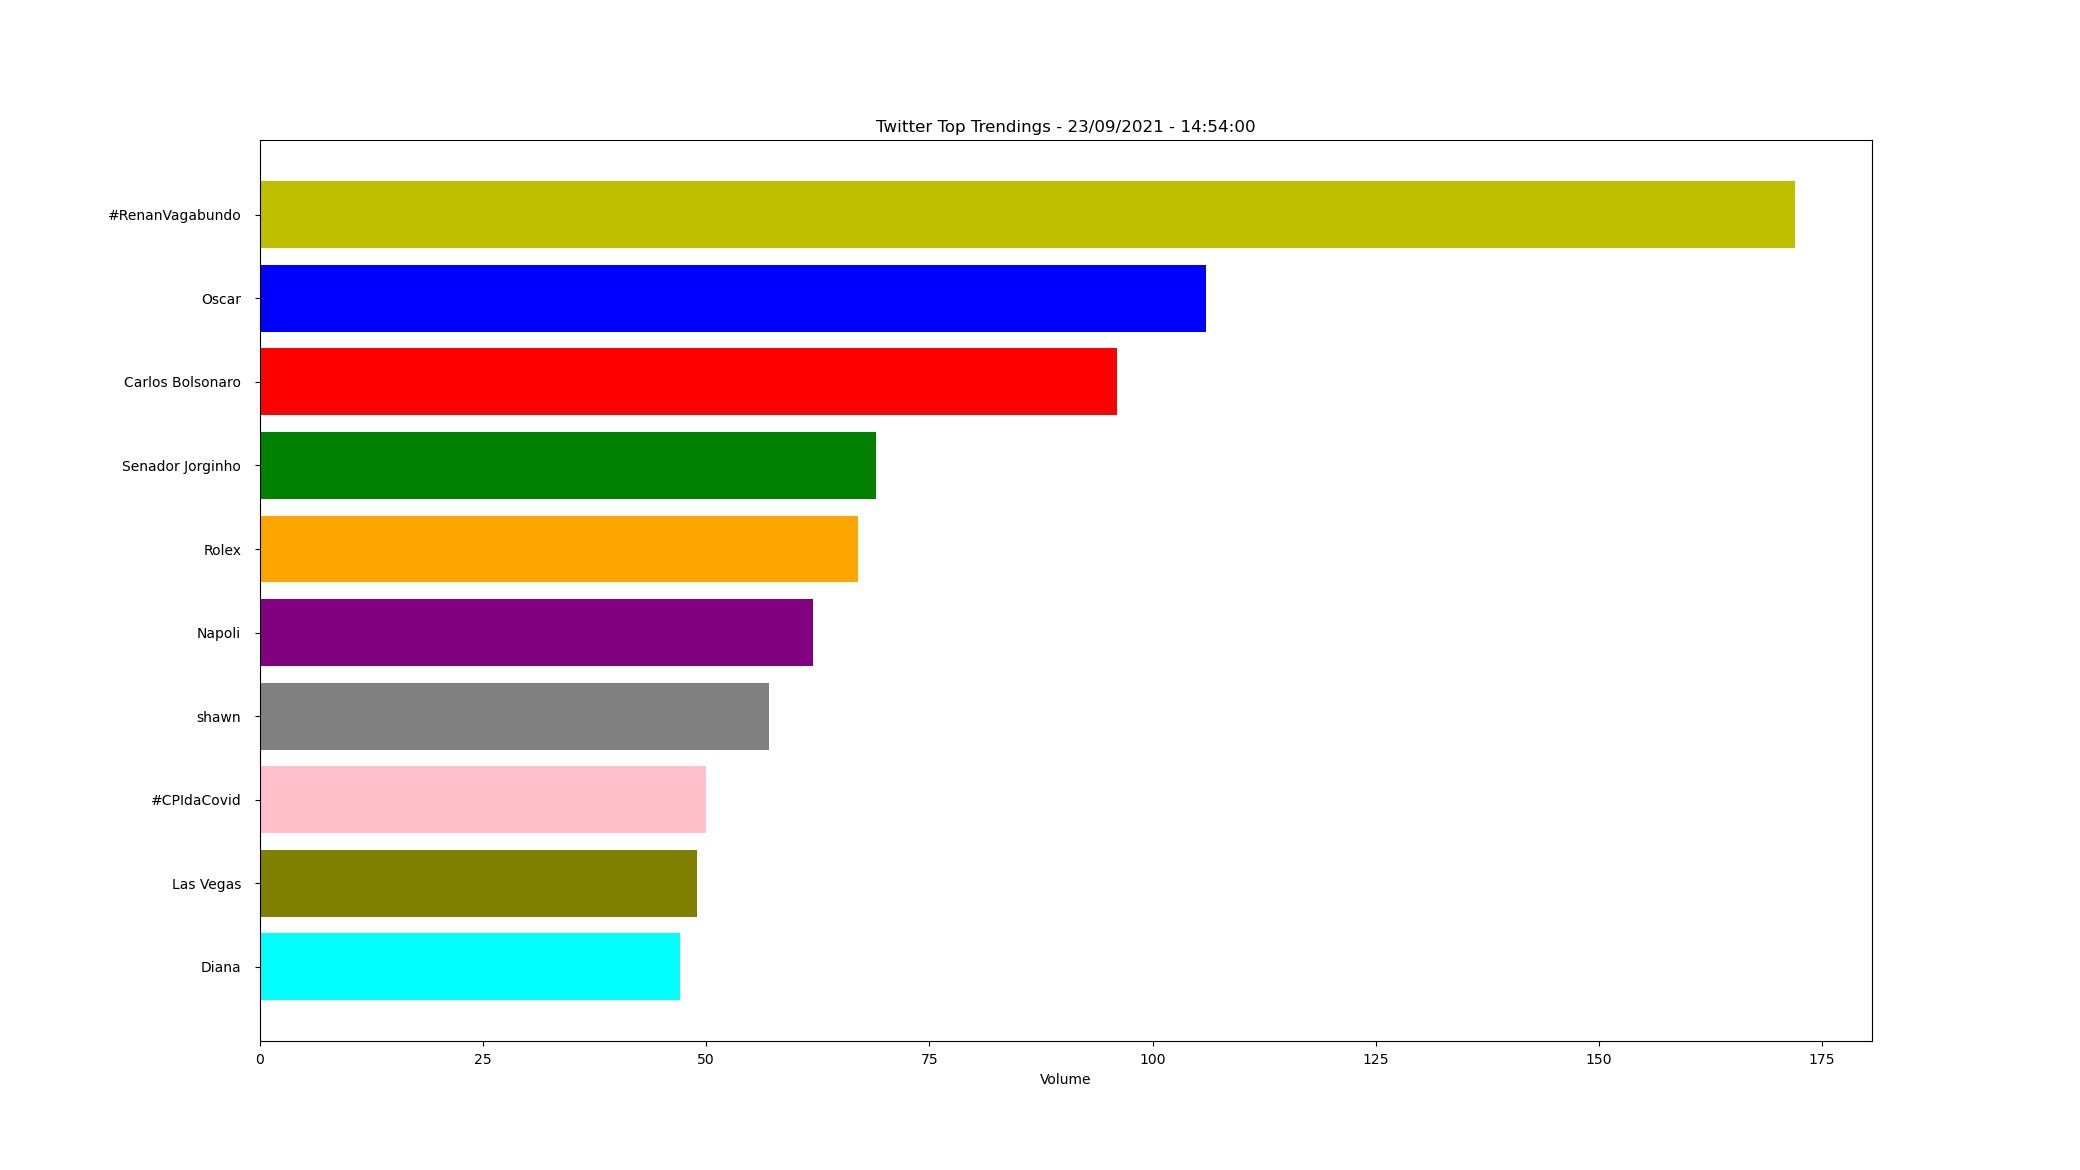 Twitter Top Trendings - 23/09/2021 - 14:54:00
#RenanVagabundo
Oscar
Carlos Bolsonaro
Senador Jorginho
Rolex
Napoli
shawn
#CPIdaCovid
Las Vegas
Diana
0 25 50 75 100 125 150 175
Volume